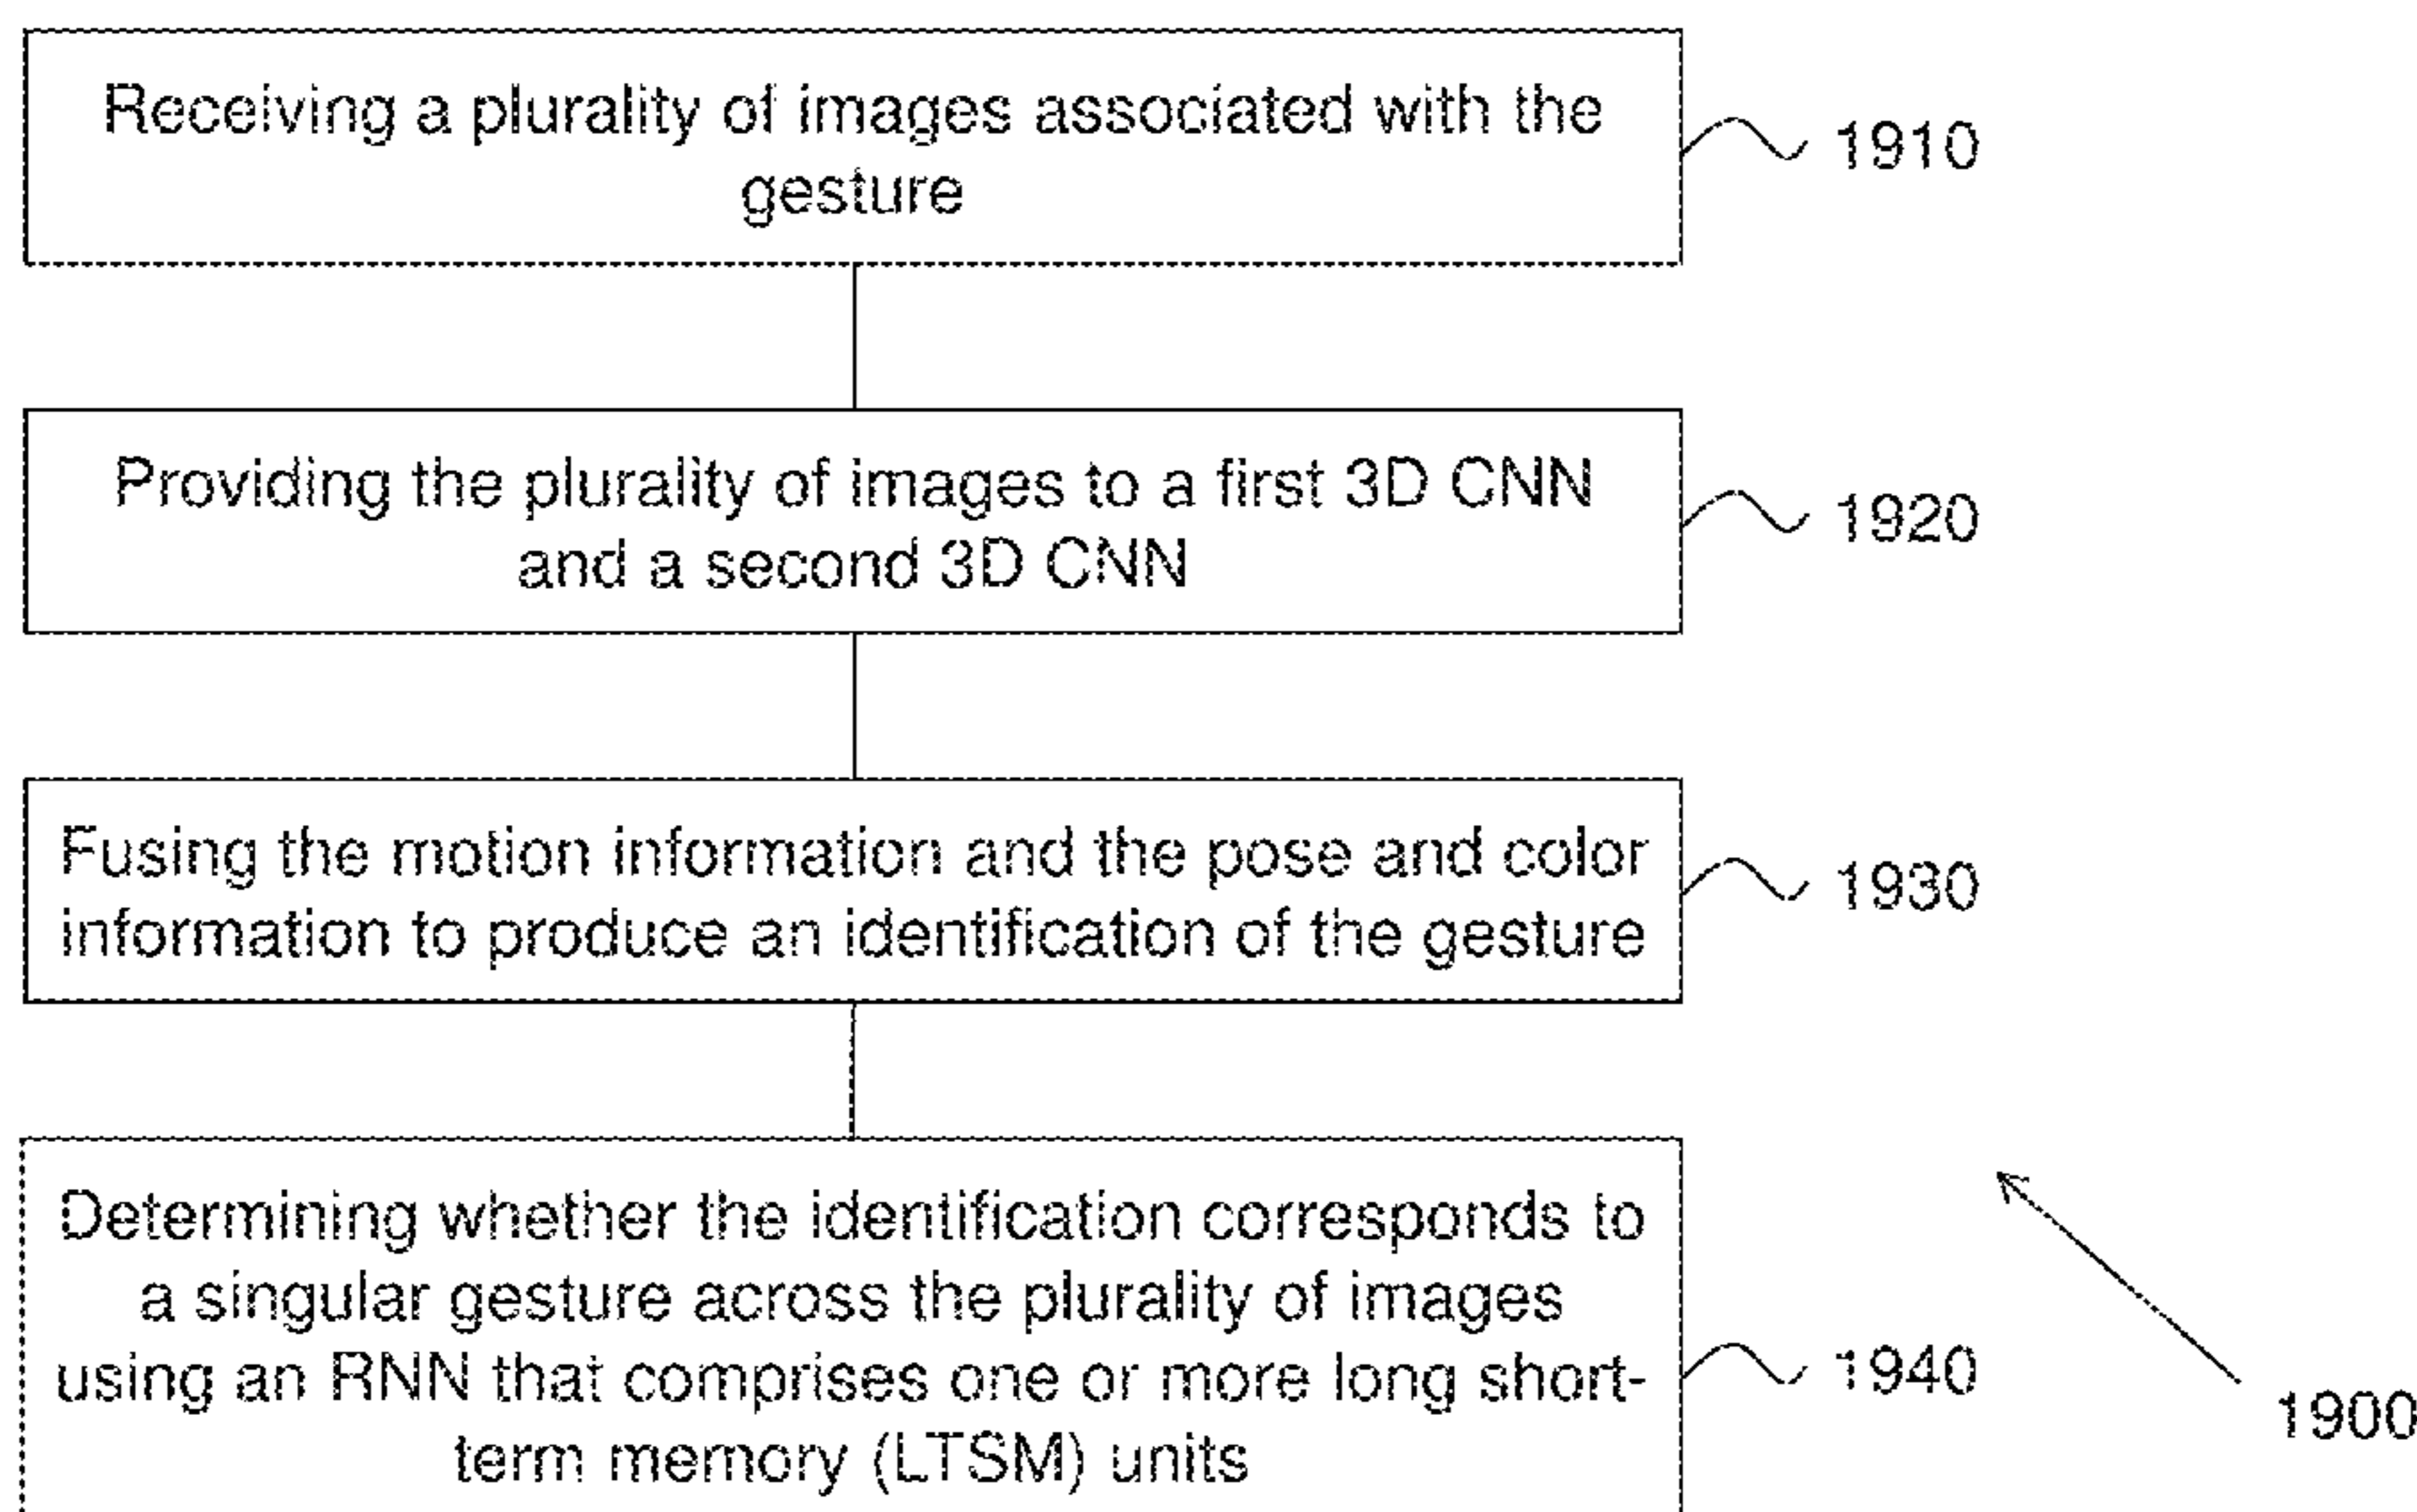 Receiving a plurality of images associated with the
gesture
1910
Providing the plurality of images to a first 3D CNN
and a second 3D CNN
1920
Fusing the motion information and the pose and color
information to produce an identification of the gesture
1930
Determining whether the identification corresponds to
a singular gesture across the plurality of images
using an RNN that comprises one or more long short-
term memory (LTSM) units
1940
1900